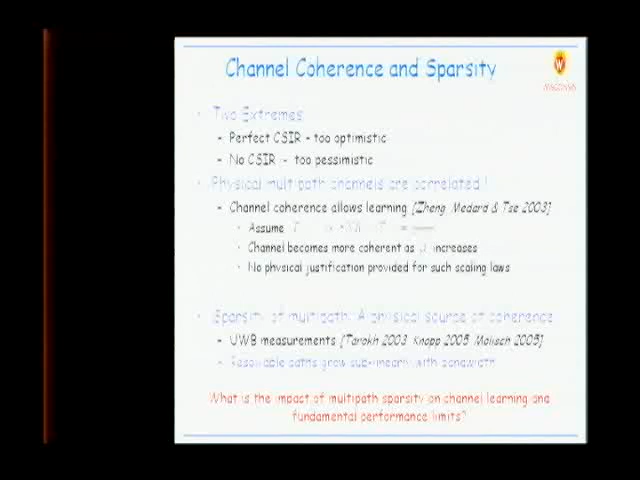 Channel Coherence and Sparsity
WISCONSIN
Two Extremes
- Perfect CSIR - too optimistic
- No CSIR - too pessimistic
Physical multipath channels are correlated !
- Channel coherence allows learning [Zheng, Medard & Tse 2003]
• Assume
• Channel becomes more coherent as increases
• No physical justification provided for such scaling laws
Sparsity of multipath: A physical source of coherence
- UWB measurements [Tarokh 2003, Knopp 2005, Molisch 2005]
- Resolvable paths grow sub-linearly with bandwidth
What is the impact of multipath sparsity on channel learning and
fundamental performance limits?